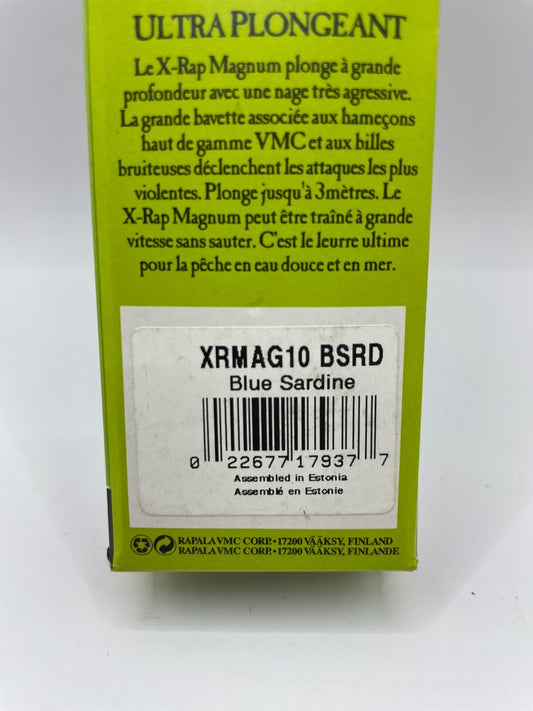 ULTRA PLONGEANT
Le X-Rap Magnum plonge à grande
profondeur avec une nage très agressive.
La grande bavette associée aux hameçons
haut de gamme VMC et aux billes
bruiteuses déclenchent les attaques les plus
violentes. Plonge jusqu'à 3mètres. Le
X-Rap Magnum peut être traîné à grande
vitesse sans sauter. C'est le leurre ultime
pour la pêche en eau douce et en mer.
XRMAG10 BSRD
Blue Sardine
0 22677 17937 7
Assembled in Estonia
Assemblé en Estonie
RAPALA VMC CORP. • 17200 VÄÄKSY, FINLAND
RAPALA VMC CORP. • 17200 VÄÄKSY, FINLANDE